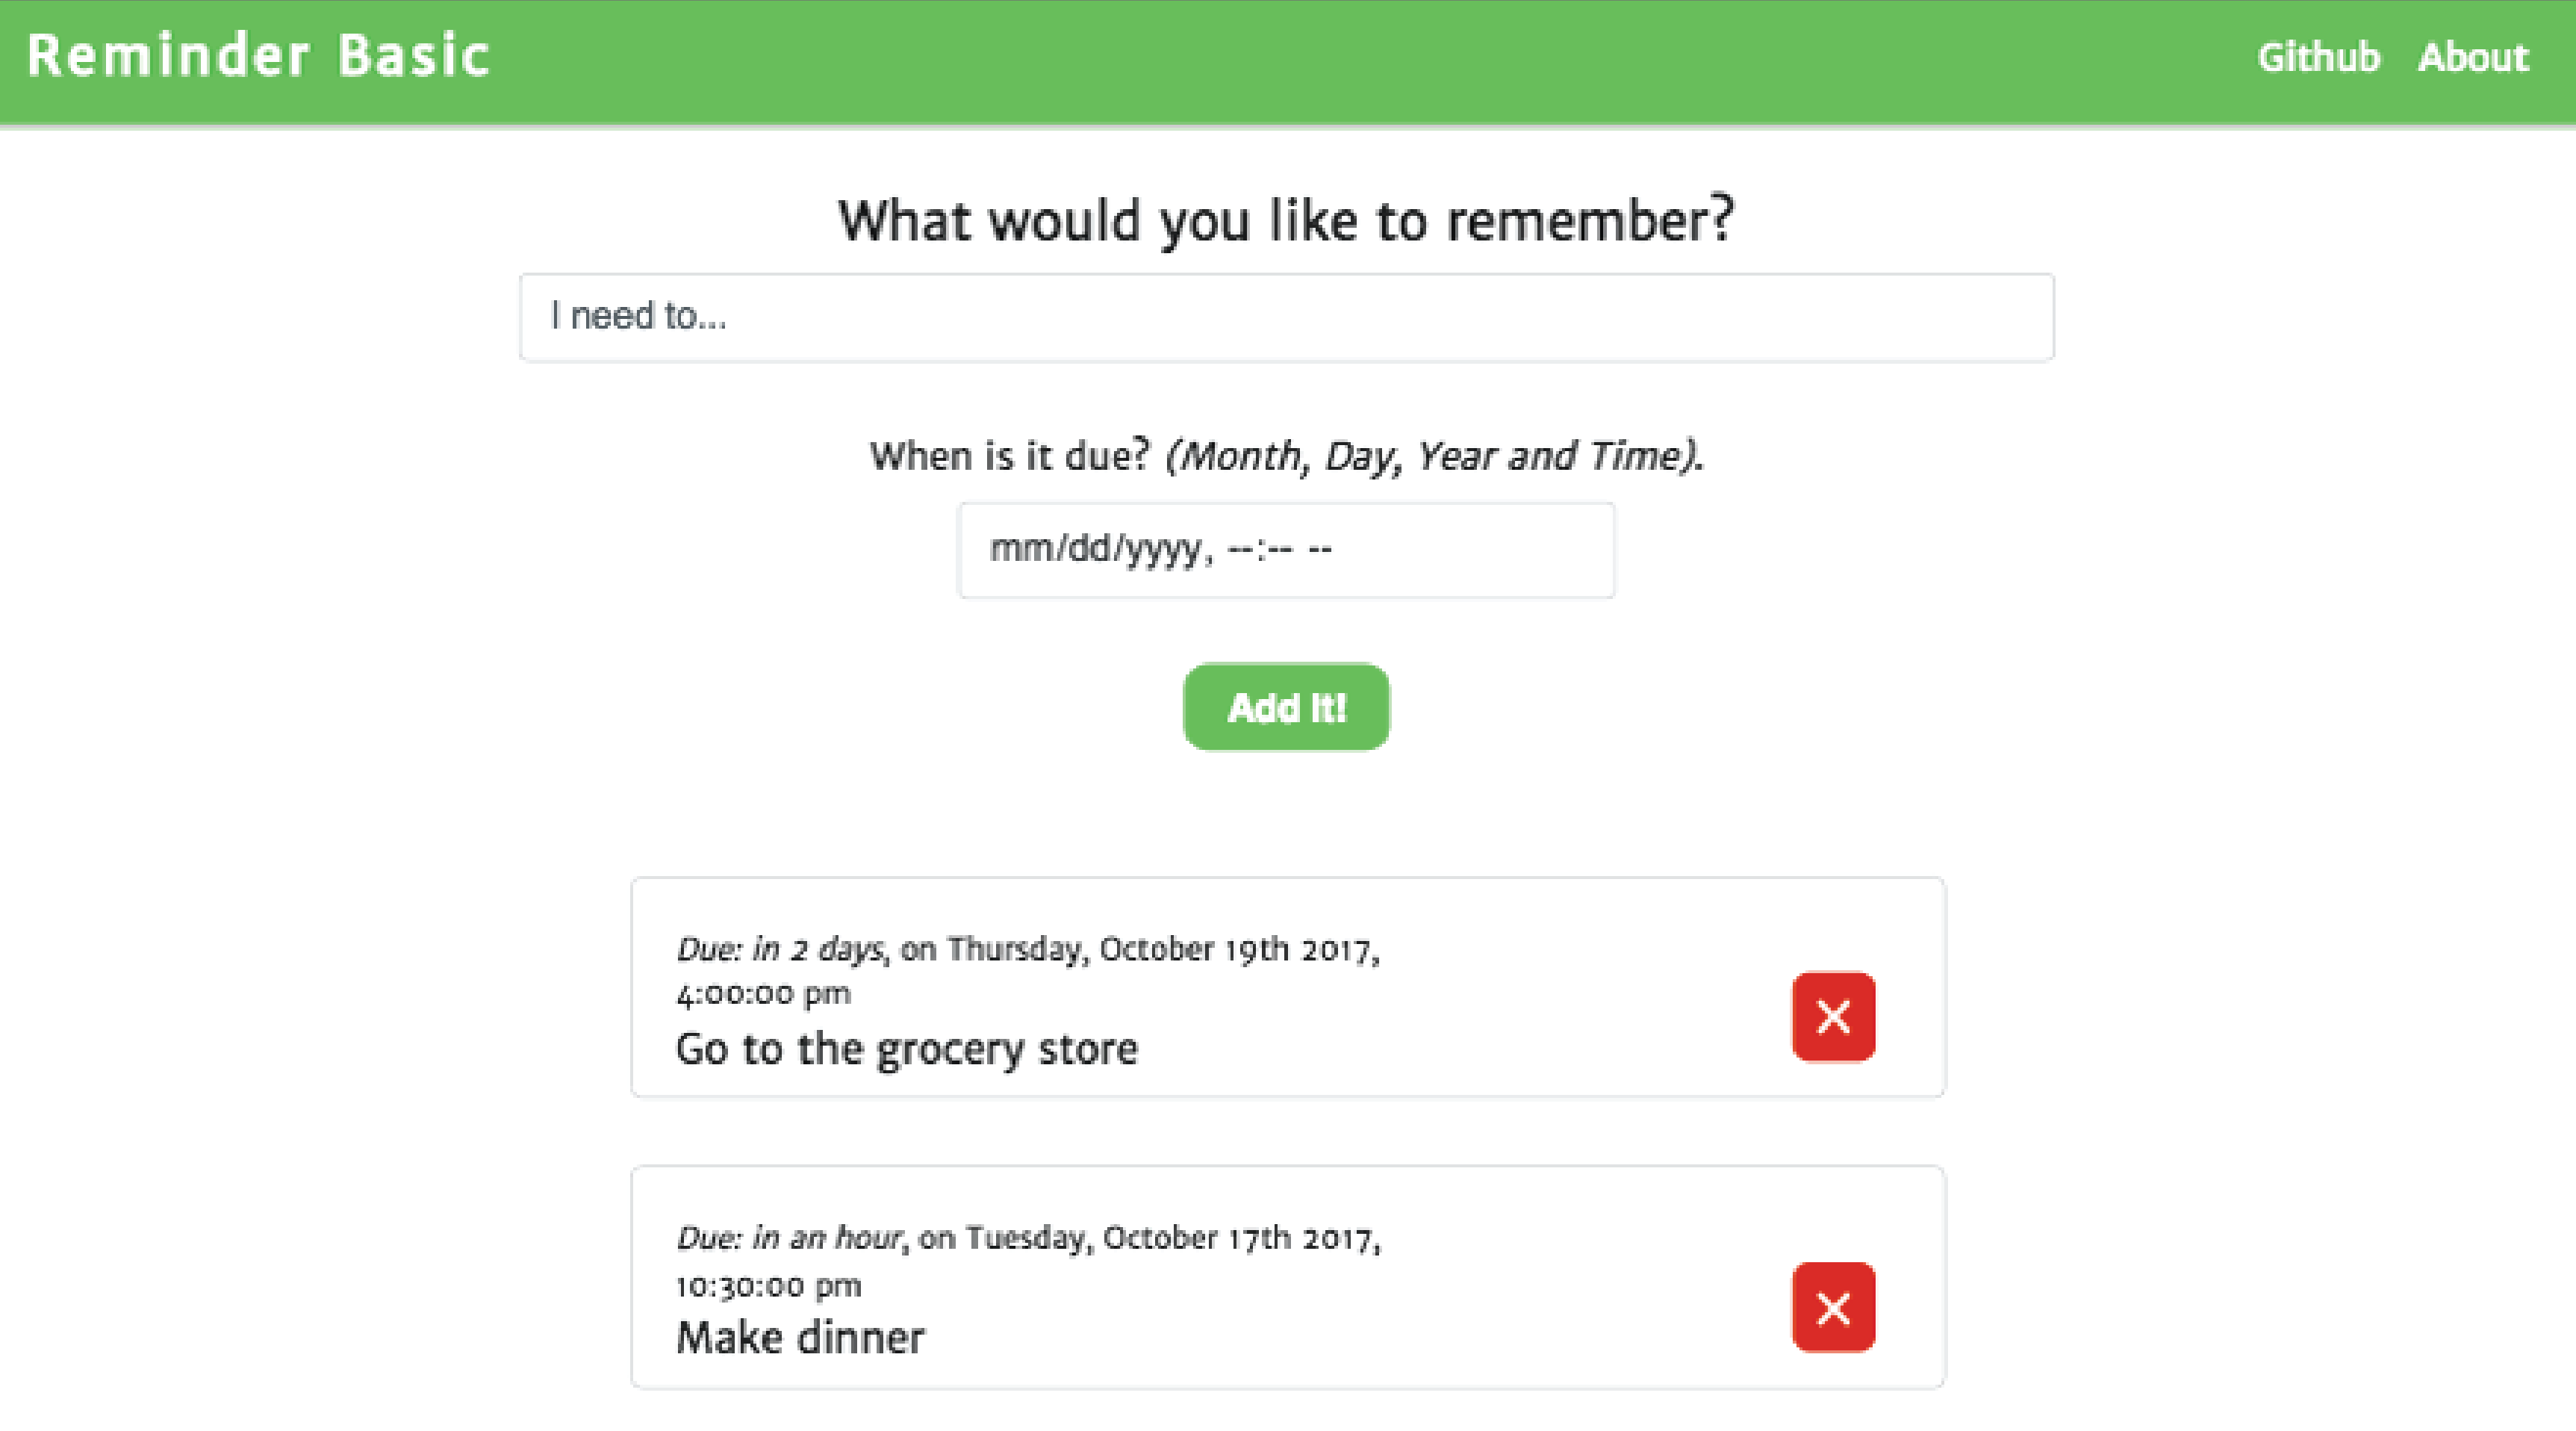 Reminder Basic
Github About
What would you like to remember?
I need to...
When is it due? (Month, Day, Year and Time).
mm/dd/yyyy, --:-- --
Add It!
Due: in 2 days, on Thursday, October 19th 2017,
4:00:00 pm
Go to the grocery store
Due: in an hour, on Tuesday, October 17th 2017,
10:30:00 pm
Make dinner